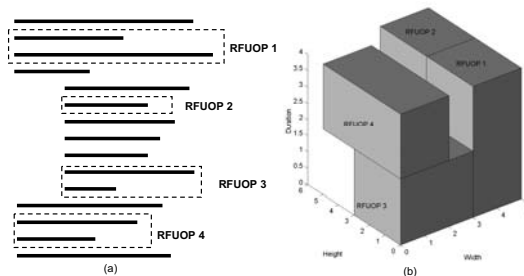 RFUOP 1
RFUOP 2
RFUOP 3
RFUOP 4
(a)
4
3.5
3
2.5
2
1.5
1
0.5
0
Duration
RFUOP 2
RFUOP 1
RFUOP 4
RFUOP 3
6
5
4
3
2
1
0
Height
0
1
2
3
4
Width
(b)